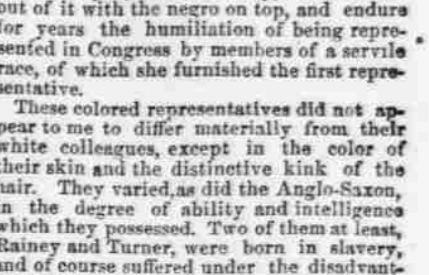 out of it with the negro on top, and endure
for years the humiliation of being repre-
sented in Congress by members of a servile
race, of which she furnished the first repre-
sentative.
These colored representatives did not ap-
pear to me to differ materially from their
white colleagues, except in the color of
their skin and the distinctive kink of the
hair. They varied, as did the Anglo-Saxon,
in the degree of ability and intelligence
which they possessed. Two of them at least,
Rainey and Turner, were born in slavery,
and of course suffered under the disadvant-